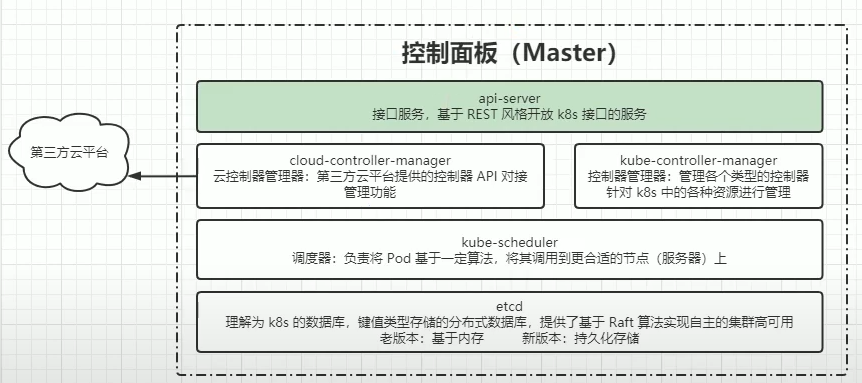 控制面板（Master）
api-server
接口服务，基于 REST 风格开放 k8s 接口的服务
第三方云平台
cloud-controller-manager
云控制器管理器：第三方云平台提供的控制器 API 对接
管理功能
kube-controller-manager
控制器管理器：管理各个类型的控制器
针对 k8s 中的各种资源进行管理
kube-scheduler
调度器：负责将 Pod 基于一定算法，将其调用到更合适的节点（服务器）上
etcd
理解为 k8s 的数据库，键值类型存储的分布式数据库，提供了基于 Raft 算法实现自主的集群高可用
老版本：基于内存 新版本：持久化存储